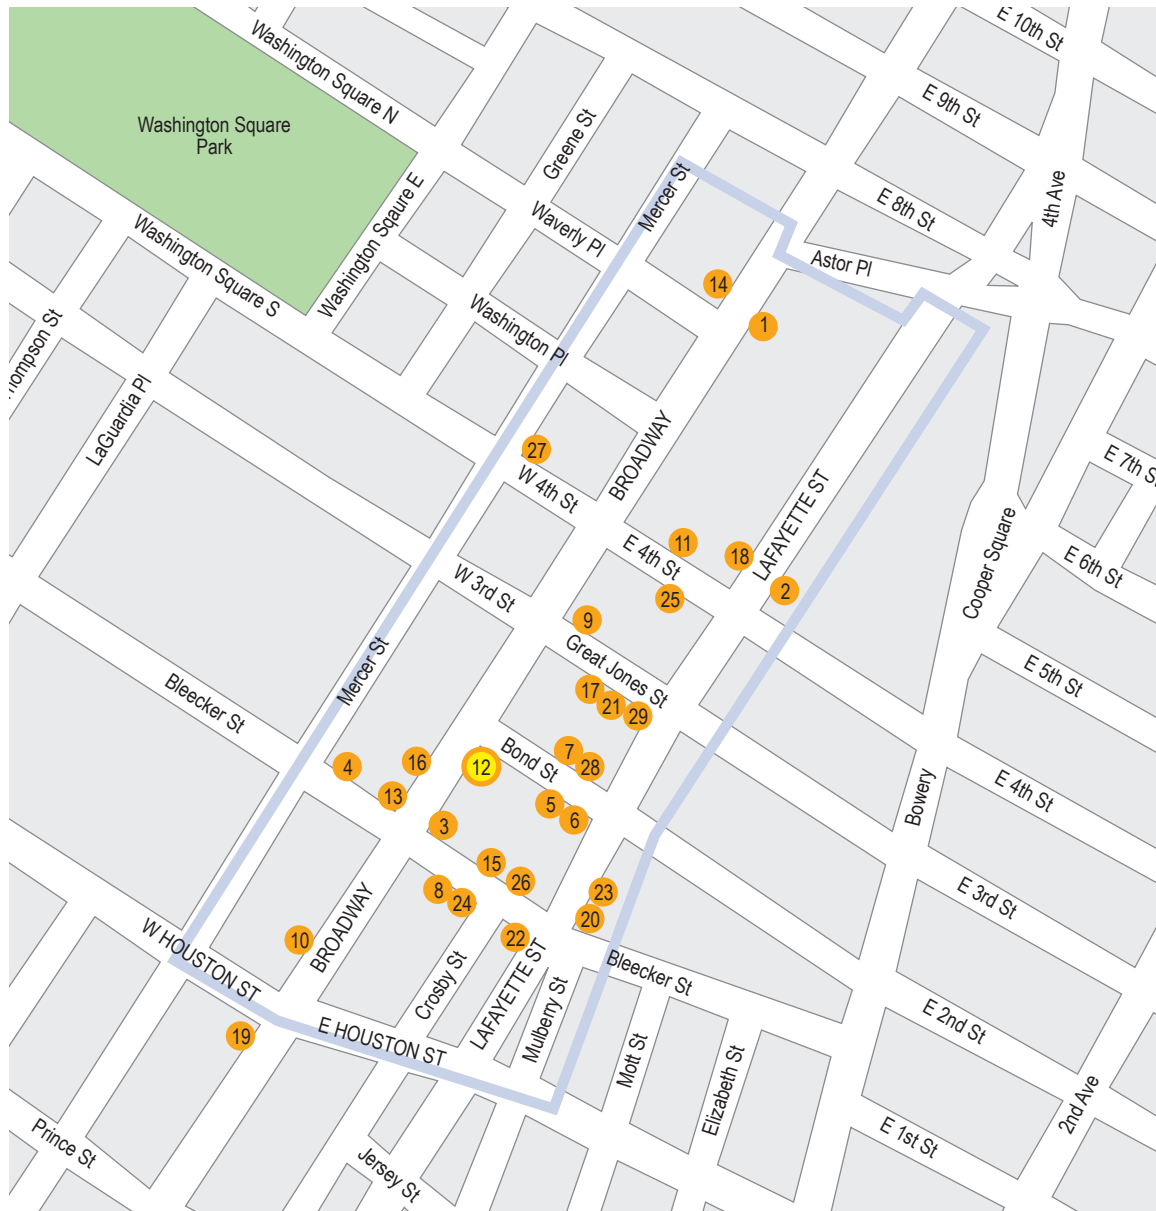 E 10th St
Washington Square N
E 9th St
Greene St
Washington Square
Park
4th Ave
Mercer St
E 8th St
Washington Sqaure E
Waverly Pl
Washington Square S
Astor Pl
14
1
Washington Pl
hompson St
LaGuardia Pl
27
BROADWAY
W 4th St
E 7th St
LAFAYETTE ST
11
18
E 4th St
Cooper Square
E 6th St
2
25
W 3rd St
9
Great Jones St
Mercer St
E 5th St
Bleecker St
17
21
29
Bond St
7
28
4
16
12
E 4th St
Bowery
13
5
6
3
15
26
8
24
23
E 3rd St
20
BROADWAY
10
22
W HOUSTON ST
Crosby St
LAFAYETTE ST
Bleecker St
Mulberry St
19
E HOUSTON ST
Mott St
E 2nd St
Elizabeth St
2nd Ave
Prince St
E 1st St
Jersey St